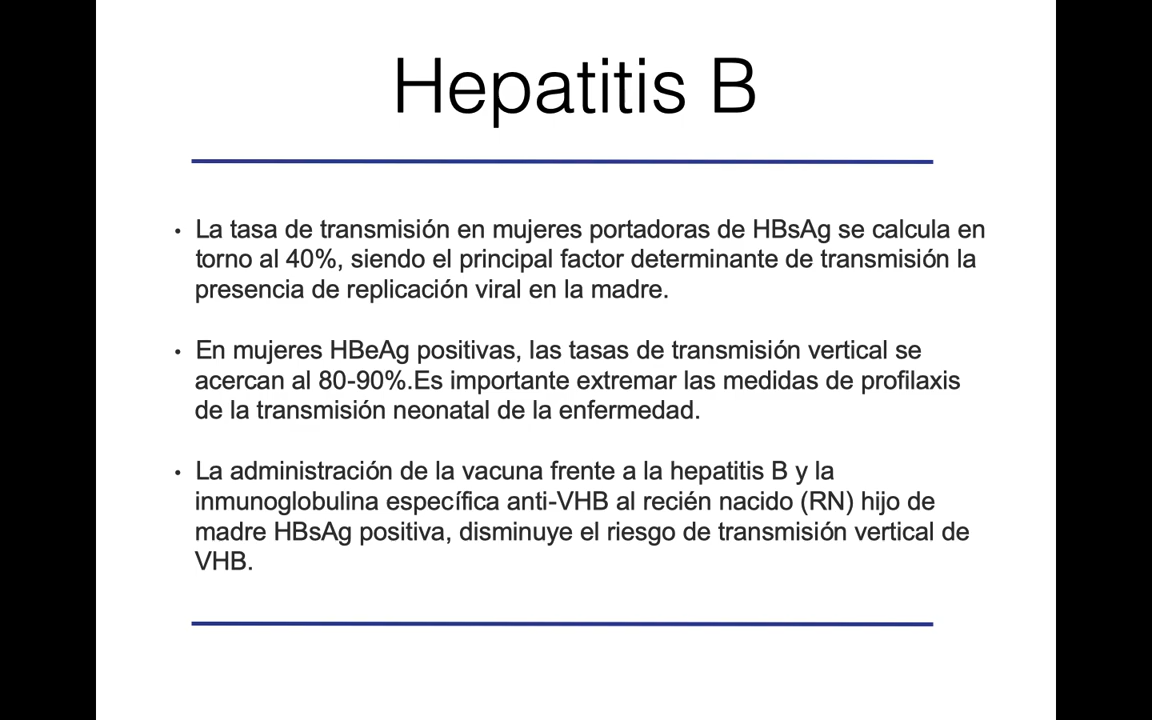 Hepatitis B
• La tasa de transmisión en mujeres portadoras de HBsAg se calcula en
torno al 40%, siendo el principal factor determinante de transmisión la
presencia de replicación viral en la madre.
• En mujeres HBeAg positivas, las tasas de transmisión vertical se
acercan al 80-90%.Es importante extremar las medidas de profilaxis
de la transmisión neonatal de la enfermedad.
• La administración de la vacuna frente a la hepatitis B y la
inmunoglobulina específica anti-VHB al recién nacido (RN) hijo de
madre HBsAg positiva, disminuye el riesgo de transmisión vertical de
VHB.